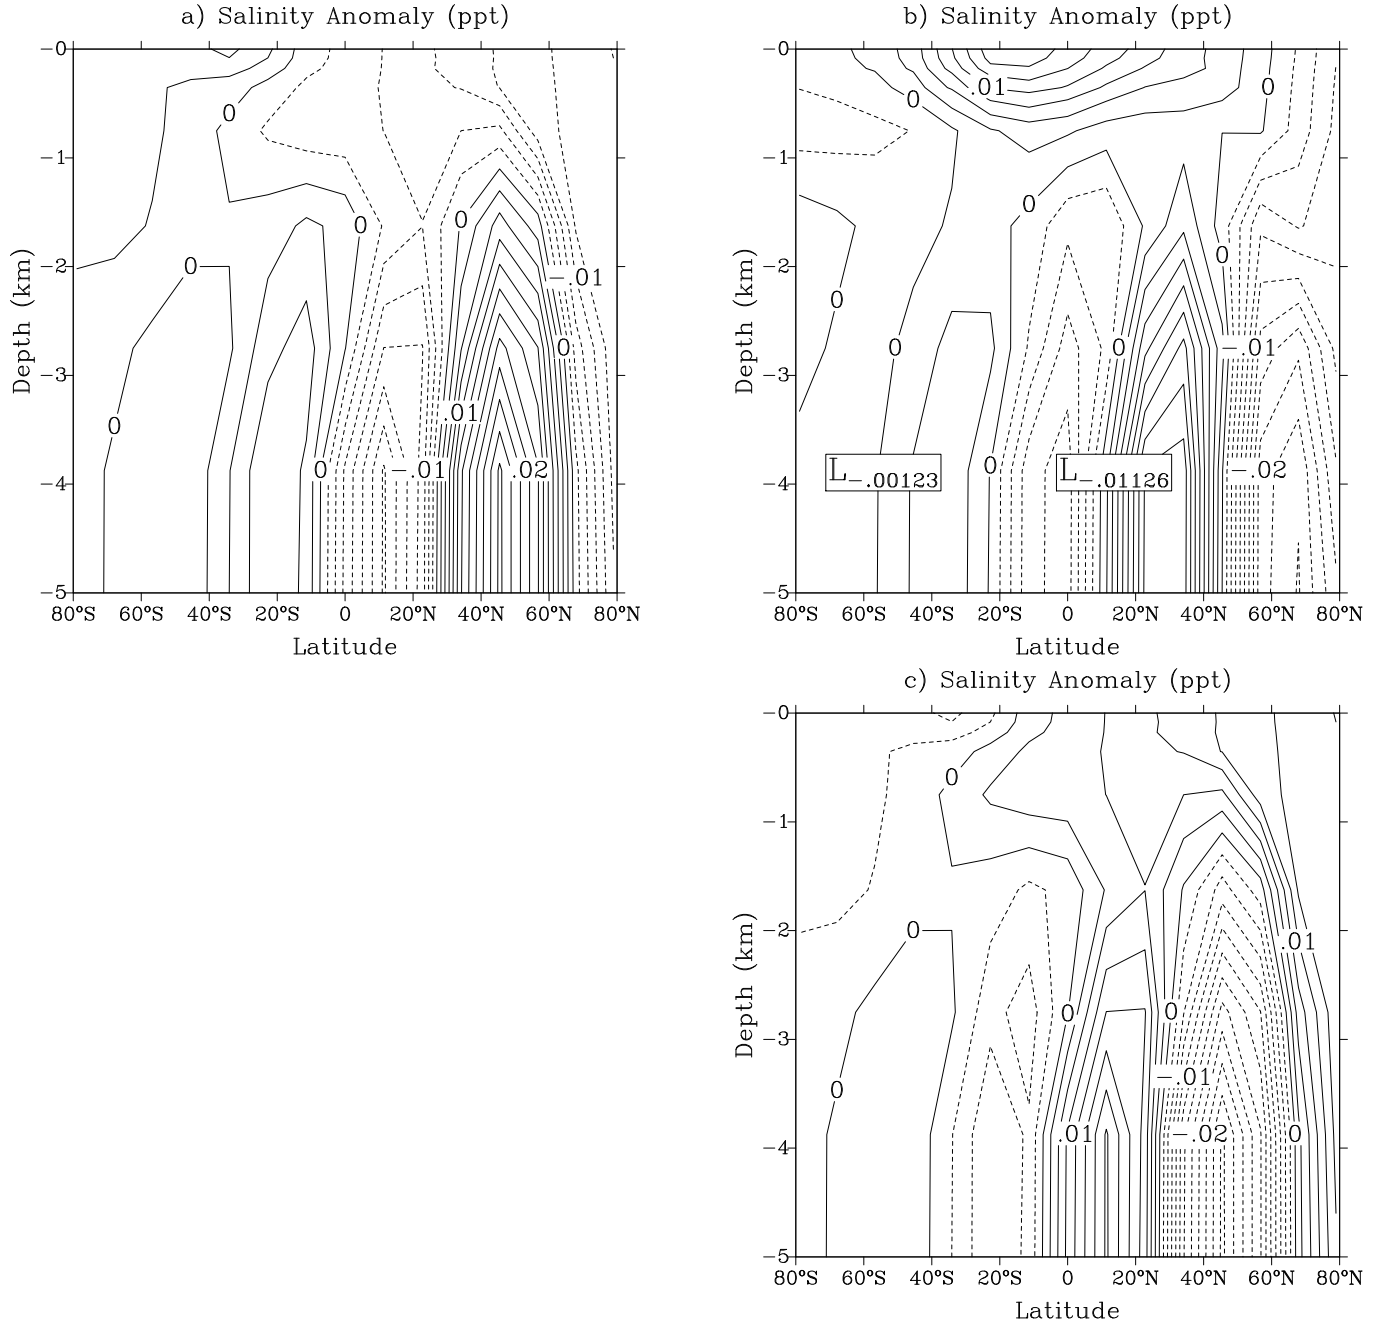 a) Salinity Anomaly (ppt)
−0
−1
−2
−3
−4
−5
Depth (km)
0
0
0
0
−.01
0
0
.01
0
−.01
.02
80°S
60°S
40°S
20°S
0
20°N
40°N
60°N
80°N
Latitude
b) Salinity Anomaly (ppt)
−0
−1
−2
−3
−4
−5
Depth (km)
.01
0
0
0
0
0
0
0
−.01
0
L−.00123
L−.01126
−.02
80°S
60°S
40°S
20°S
0
20°N
40°N
60°N
80°N
Latitude
c) Salinity Anomaly (ppt)
−0
−1
−2
−3
−4
−5
Depth (km)
0
0
.01
0
0
−.01
0
.01
−.02
0
80°S
60°S
40°S
20°S
0
20°N
40°N
60°N
80°N
Latitude